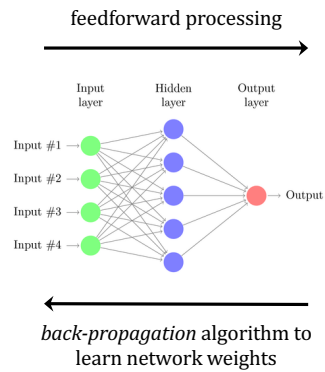 feedforward processing
Input layer
Hidden layer
Output layer
Input #1
Input #2
Input #3
Input #4
Output
back-propagation algorithm to
learn network weights